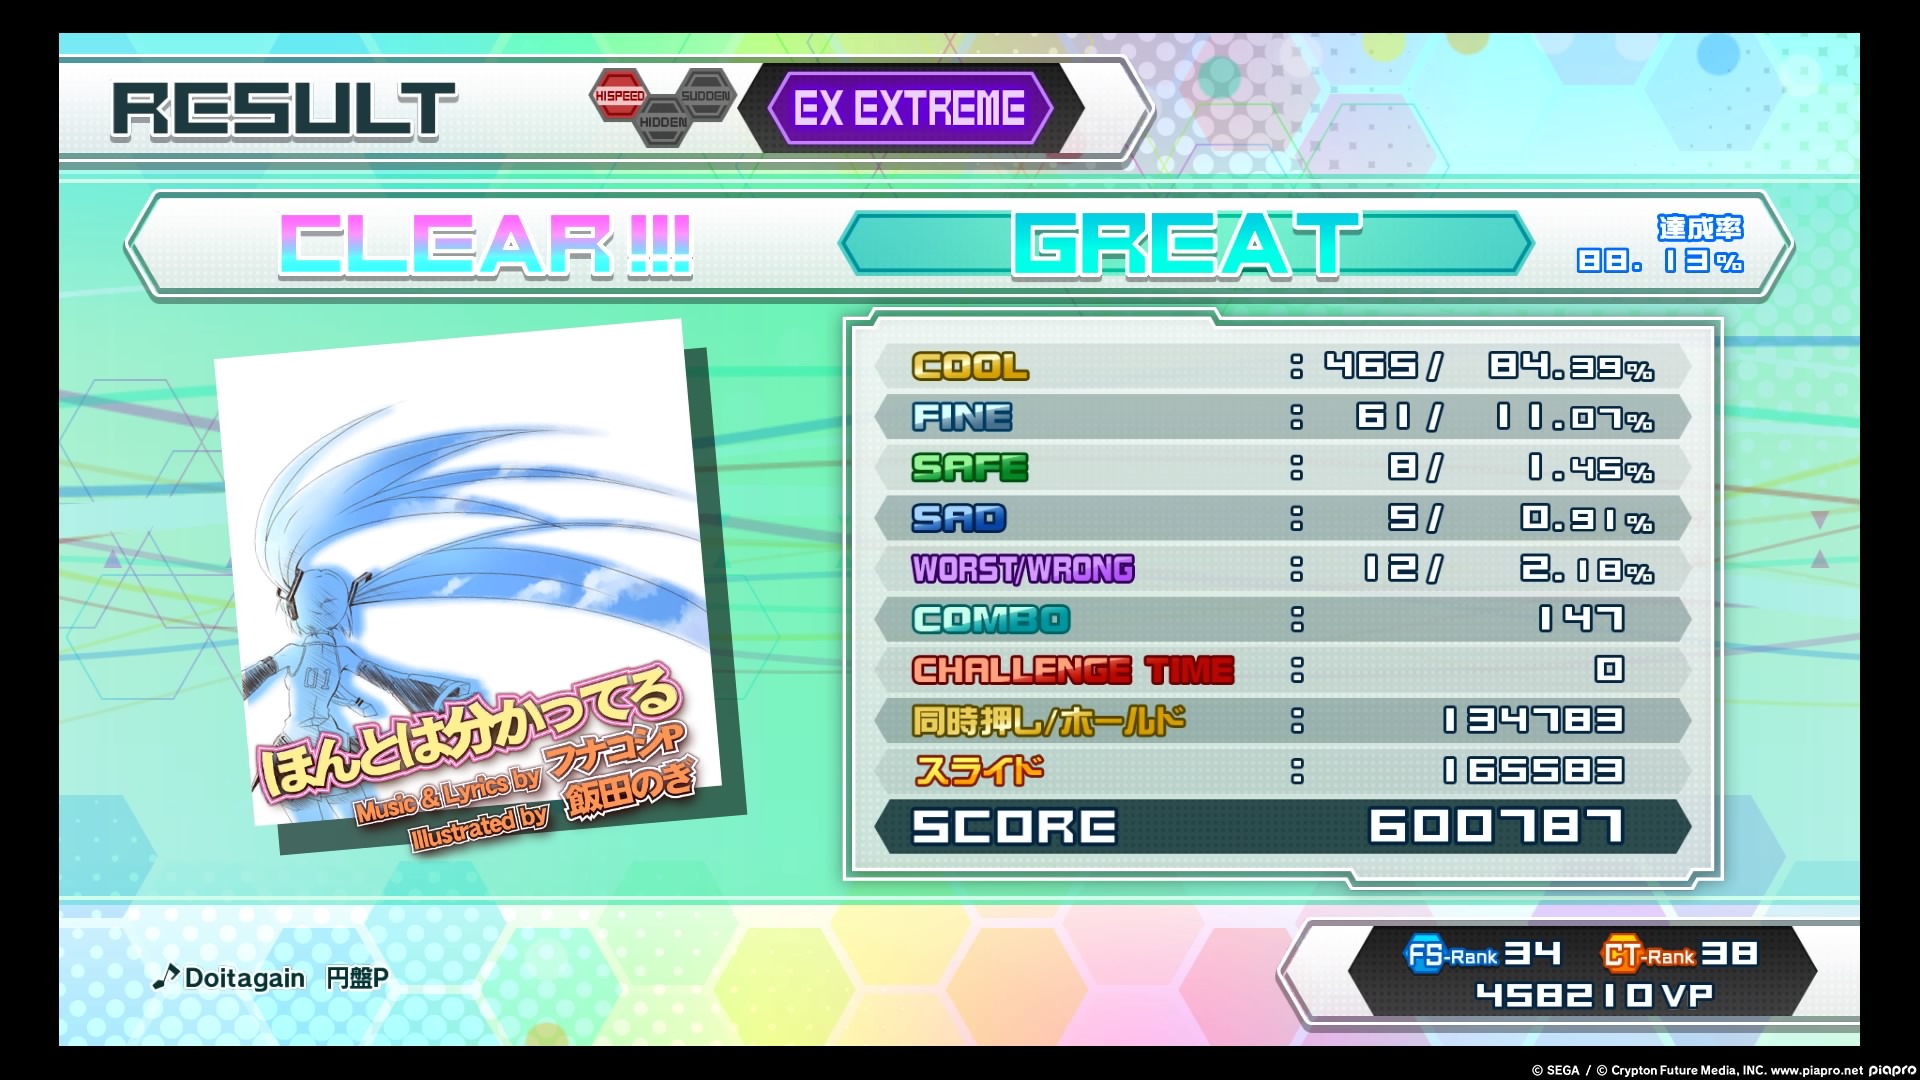 RESULT
HISPEED
HIDDEN
SUDDEN
EX EXTREME
CLEAR!!!
GREAT
達成率
88.13%
COOL : 465/ 84.39%
FINE : 61/ 11.07%
SAFE : 8/ 1.45%
SAD : 5/ 0.91%
WORST/WRONG : 12/ 2.18%
COMBO : 147
CHALLENGE TIME : 0
同時押し/ホールド : 134783
スライド : 165583
SCORE 600787
01
ほんとは分かってる
Music & Lyrics by フナコシP
Illustrated by 飯田のぎ
♪Doitagain 円盤P
FS-Rank 34 CT-Rank 38
458210VP
© SEGA / © Crypton Future Media, INC. www.piapro.net piapro